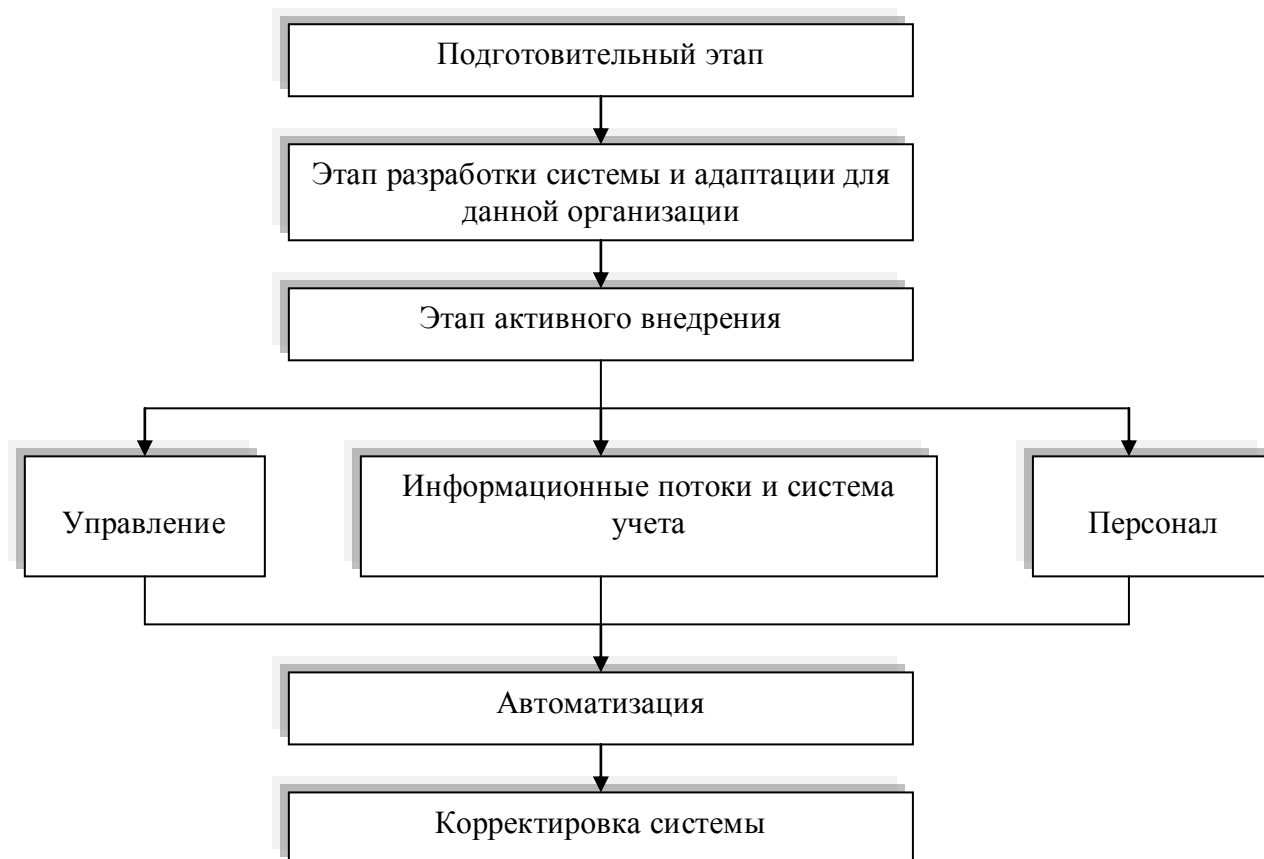 Подготовительный этап
Этап разработки системы и адаптации для
данной организации
Этап активного внедрения
Управление
Информационные потоки и система
учета
Персонал
Автоматизация
Корректировка системы